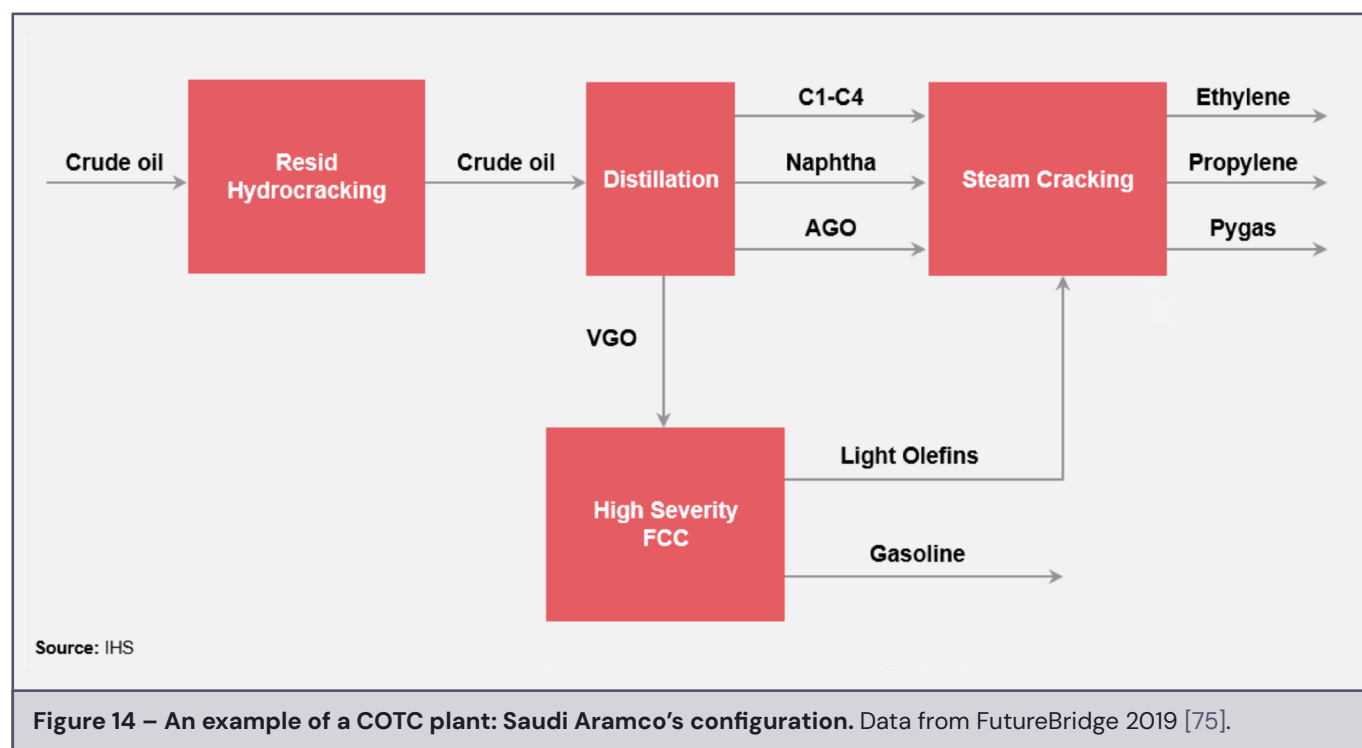 C1-C4
Ethylene
Crude oil
Resid
Hydrocracking
Crude oil
Distillation
Naphtha
Steam Cracking
Propylene
AGO
Pygas
VGO
Light Olefins
High Severity
FCC
Gasoline
Source: IHS
Figure 14 – An example of a COTC plant: Saudi Aramco's configuration. Data from FutureBridge 2019 [75].